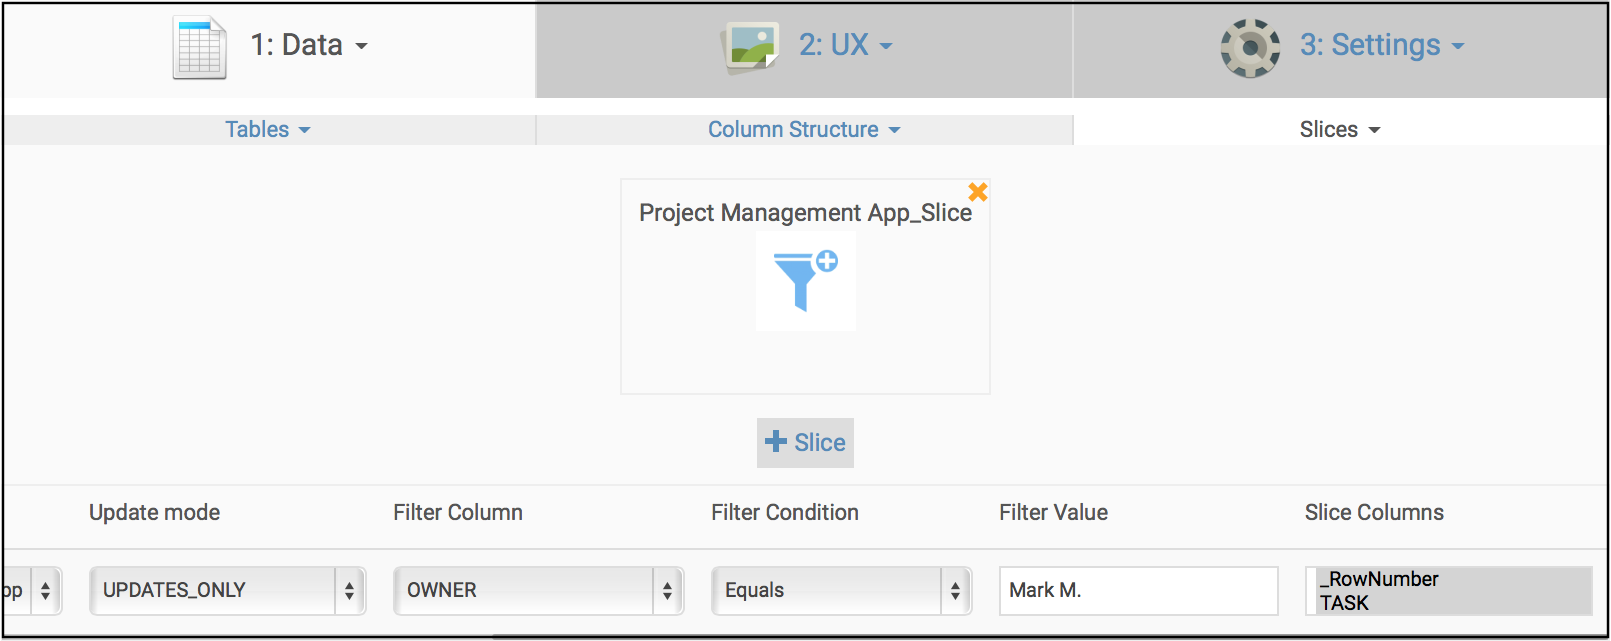 1: Data
2: UX
3: Settings
Tables
Column Structure
Slices
Project Management App_Slice
Slice
Update mode
Filter Column
Filter Condition
Filter Value
Slice Columns
UPDATES_ONLY
OWNER
Equals
Mark M.
_RowNumber
TASK